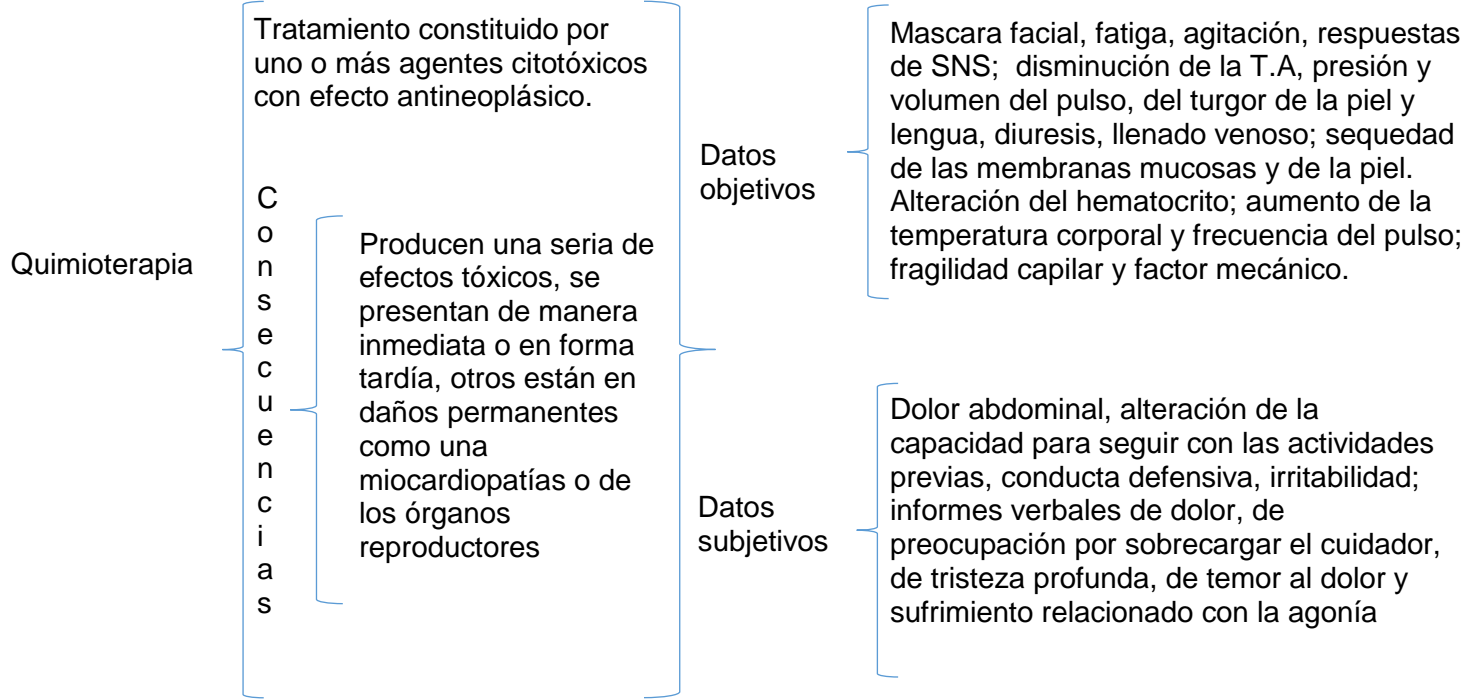 Quimioterapia
Tratamiento constituido por
uno o más agentes citotóxicos
con efecto antineoplásico.
C
o
n
s
e
c
u
e
n
c
i
a
s
Producen una seria de
efectos tóxicos, se
presentan de manera
inmediata o en forma
tardía, otros están en
daños permanentes
como una
miocardiopatías o de
los órganos
reproductores
Datos
objetivos
Mascara facial, fatiga, agitación, respuestas
de SNS;  disminución de la T.A, presión y
volumen del pulso, del turgor de la piel y
lengua, diuresis, llenado venoso; sequedad
de las membranas mucosas y de la piel.
Alteración del hematocrito; aumento de la
temperatura corporal y frecuencia del pulso;
fragilidad capilar y factor mecánico.
Datos
subjetivos
Dolor abdominal, alteración de la
capacidad para seguir con las actividades
previas, conducta defensiva, irritabilidad;
informes verbales de dolor, de
preocupación por sobrecargar el cuidador,
de tristeza profunda, de temor al dolor y
sufrimiento relacionado con la agonía